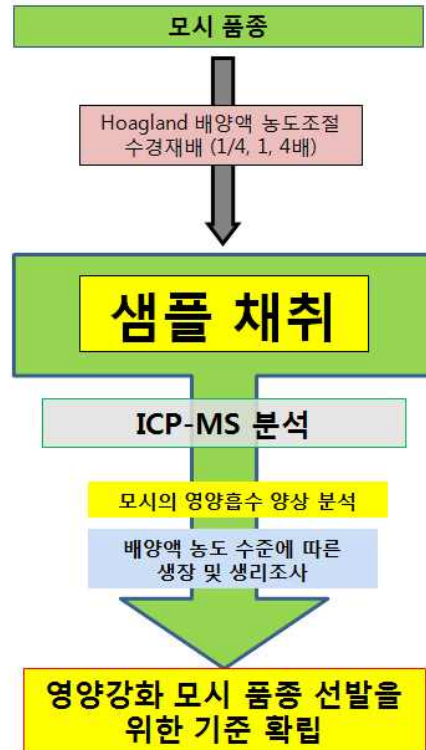 모시 품종
Hoagland 배양액 농도조절
수경재배 (1/4, 1, 4배)
샘플 채취
ICP-MS 분석
모시의 영양흡수 양상 분석
배양액 농도 수준에 따른
생장 및 생리조사
영양강화 모시 품종 선발을
위한 기준 확립